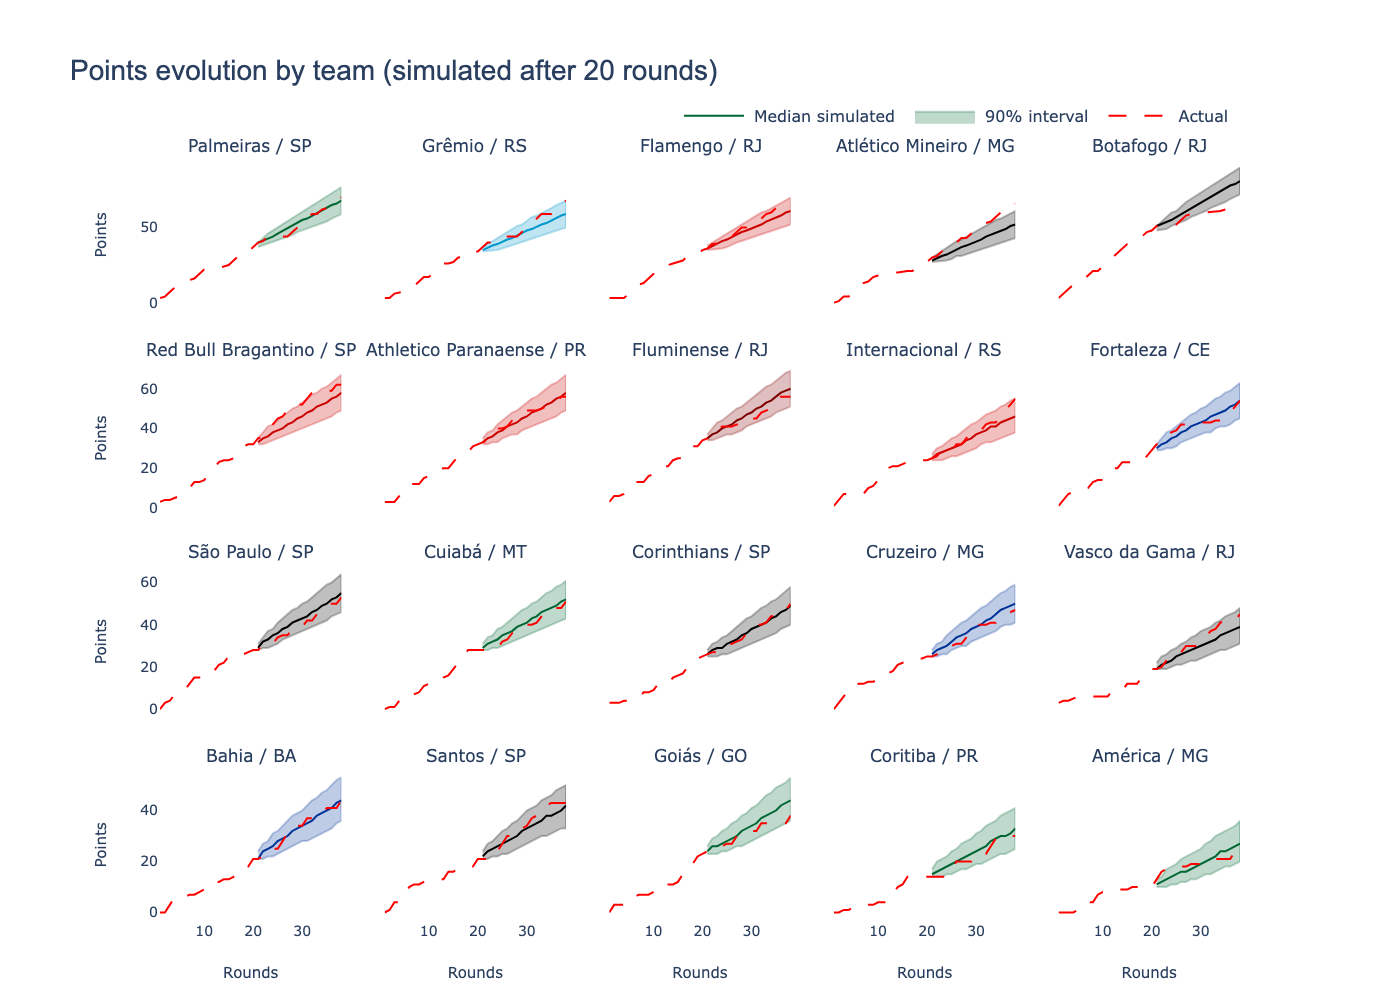 Points evolution by team (simulated after 20 rounds)
Median simulated 90% interval Actual
Palmeiras / SP Grêmio / RS Flamengo / RJ Atlético Mineiro / MG Botafogo / RJ
Points
50
0
Red Bull Bragantino / SP Athletico Paranaense / PR Fluminense / RJ Internacional / RS Fortaleza / CE
Points
60
40
20
0
São Paulo / SP Cuiabá / MT Corinthians / SP Cruzeiro / MG Vasco da Gama / RJ
Points
60
40
20
0
Bahia / BA Santos / SP Goiás / GO Coritiba / PR América / MG
Points
40
20
0
10 20 30 10 20 30 10 20 30 10 20 30 10 20 30
Rounds Rounds Rounds Rounds Rounds